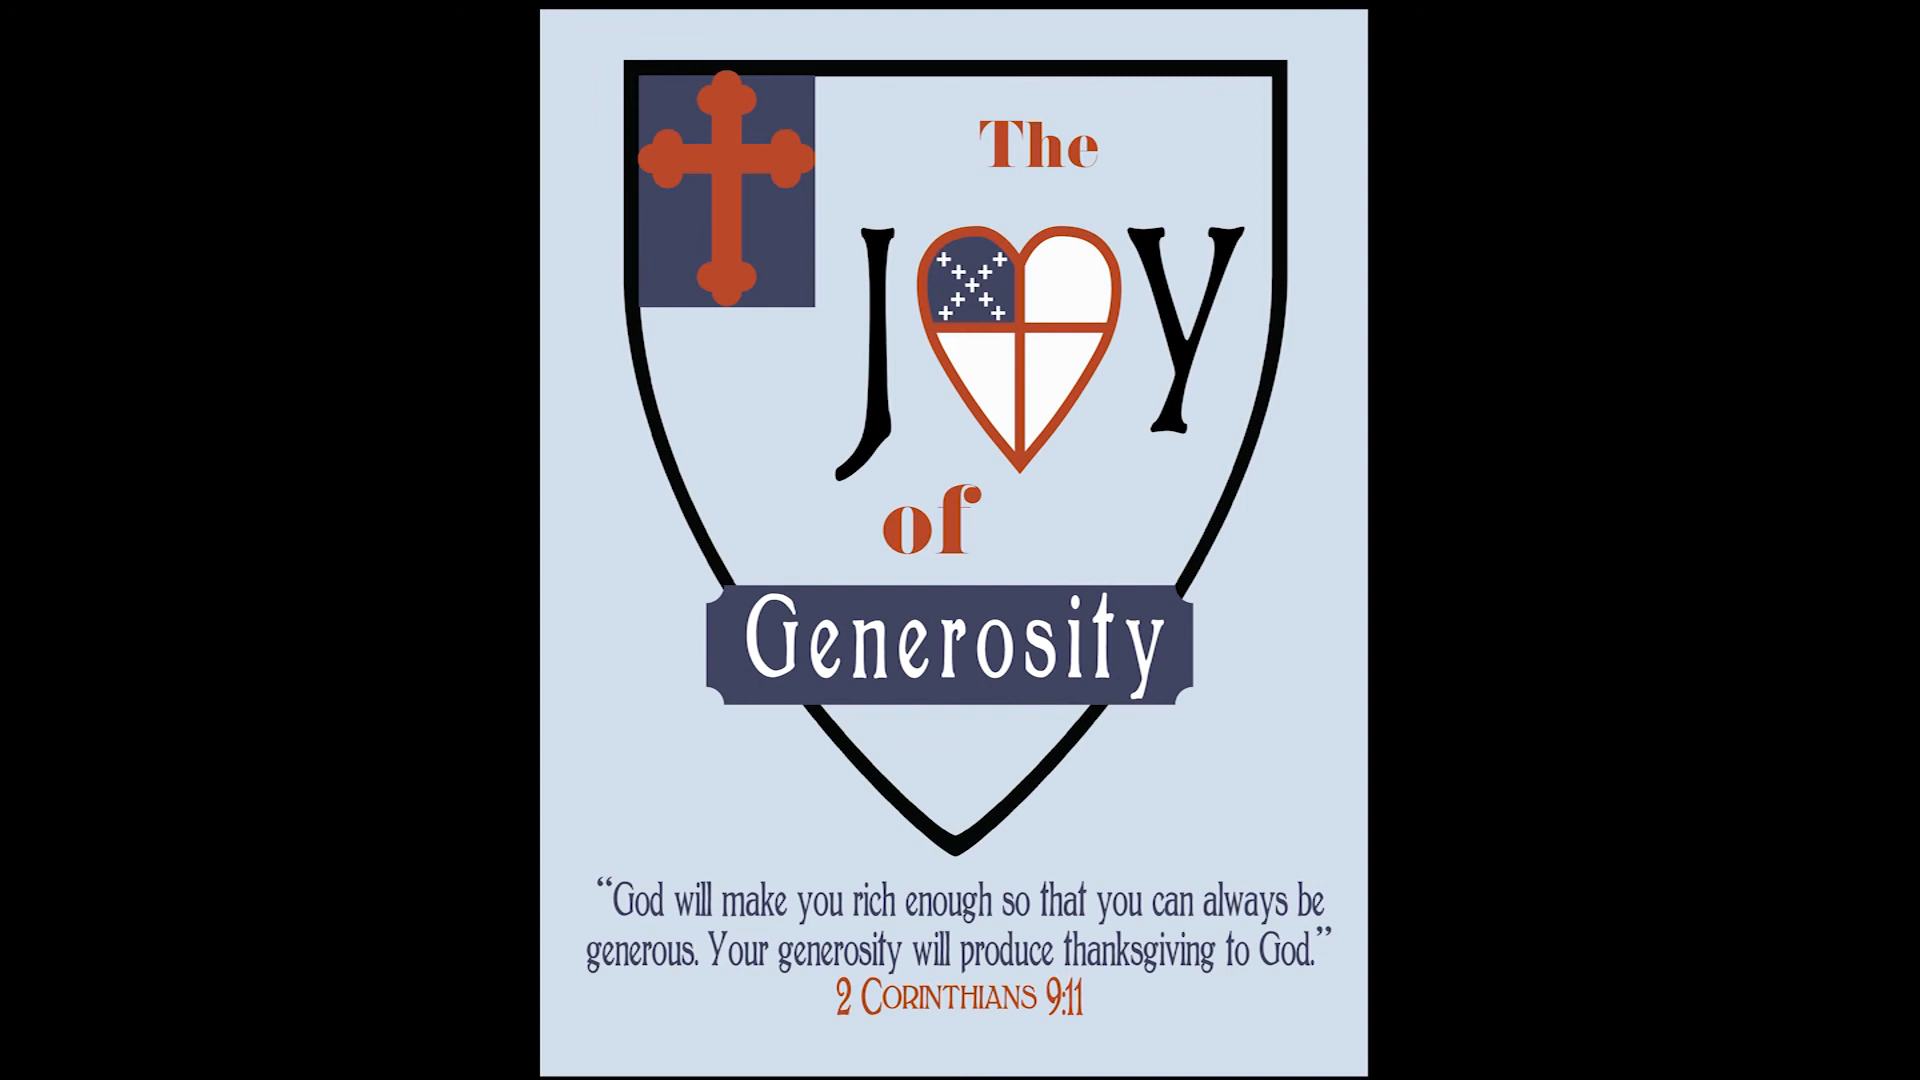 The
JOY
of
Generosity
“God will make you rich enough so that you can always be
generous. Your generosity will produce thanksgiving to God.”
2 CORINTHIANS 9:11